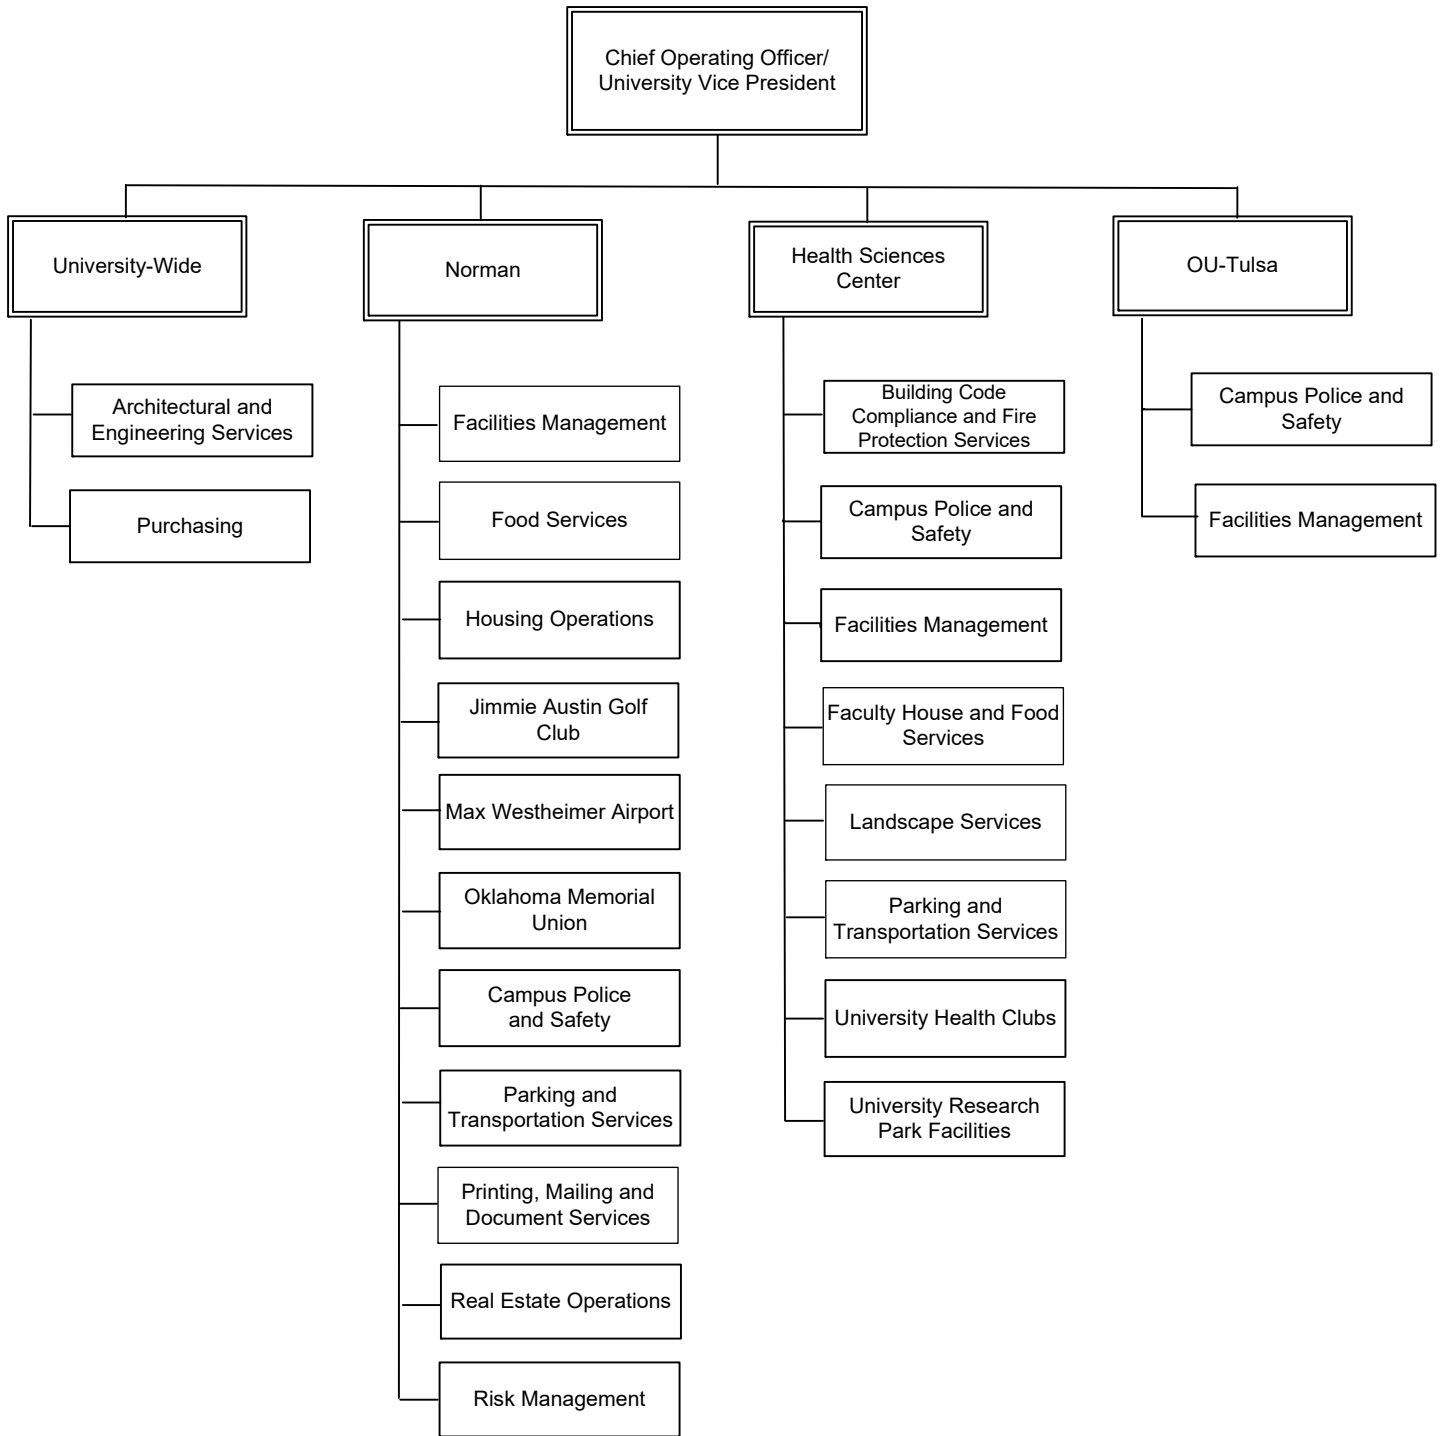 Chief Operating Officer/
University Vice President
University-Wide
Architectural and
Engineering Services
Purchasing
Norman
Facilities Management
Food Services
Housing Operations
Jimmie Austin Golf
Club
Max Westheimer Airport
Oklahoma Memorial
Union
Campus Police
and Safety
Parking and
Transportation Services
Printing, Mailing and
Document Services
Real Estate Operations
Risk Management
Health Sciences
Center
Building Code
Compliance and Fire
Protection Services
Campus Police and
Safety
Facilities Management
Faculty House and Food
Services
Landscape Services
Parking and
Transportation Services
University Health Clubs
University Research
Park Facilities
OU-Tulsa
Campus Police and
Safety
Facilities Management